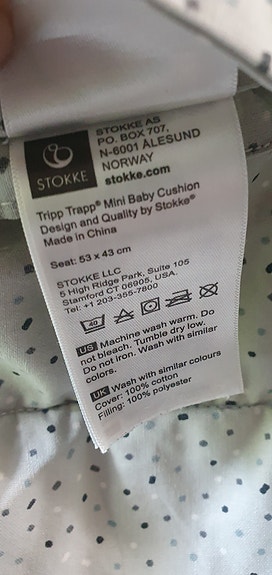 STOKKE
STOKKE AS
PO. BOX 707,
N-6001 ÅLESUND
NORWAY
stokke.com
Tripp Trapp® Mini Baby Cushion
Design and Quality by Stokke®
Made in China
Seat: 53 x 43 cm
STOKKE LLC
5 High Ridge Park, Suite 105
Stamford CT 06905, USA.
Tel: +1 203-355-7800
40
US Machine wash warm. Do
not bleach. Tumble dry low.
Do not iron. Wash with similar
colors.
UK Wash with similar colours
Cover: 100% cotton
Filling: 100% polyester